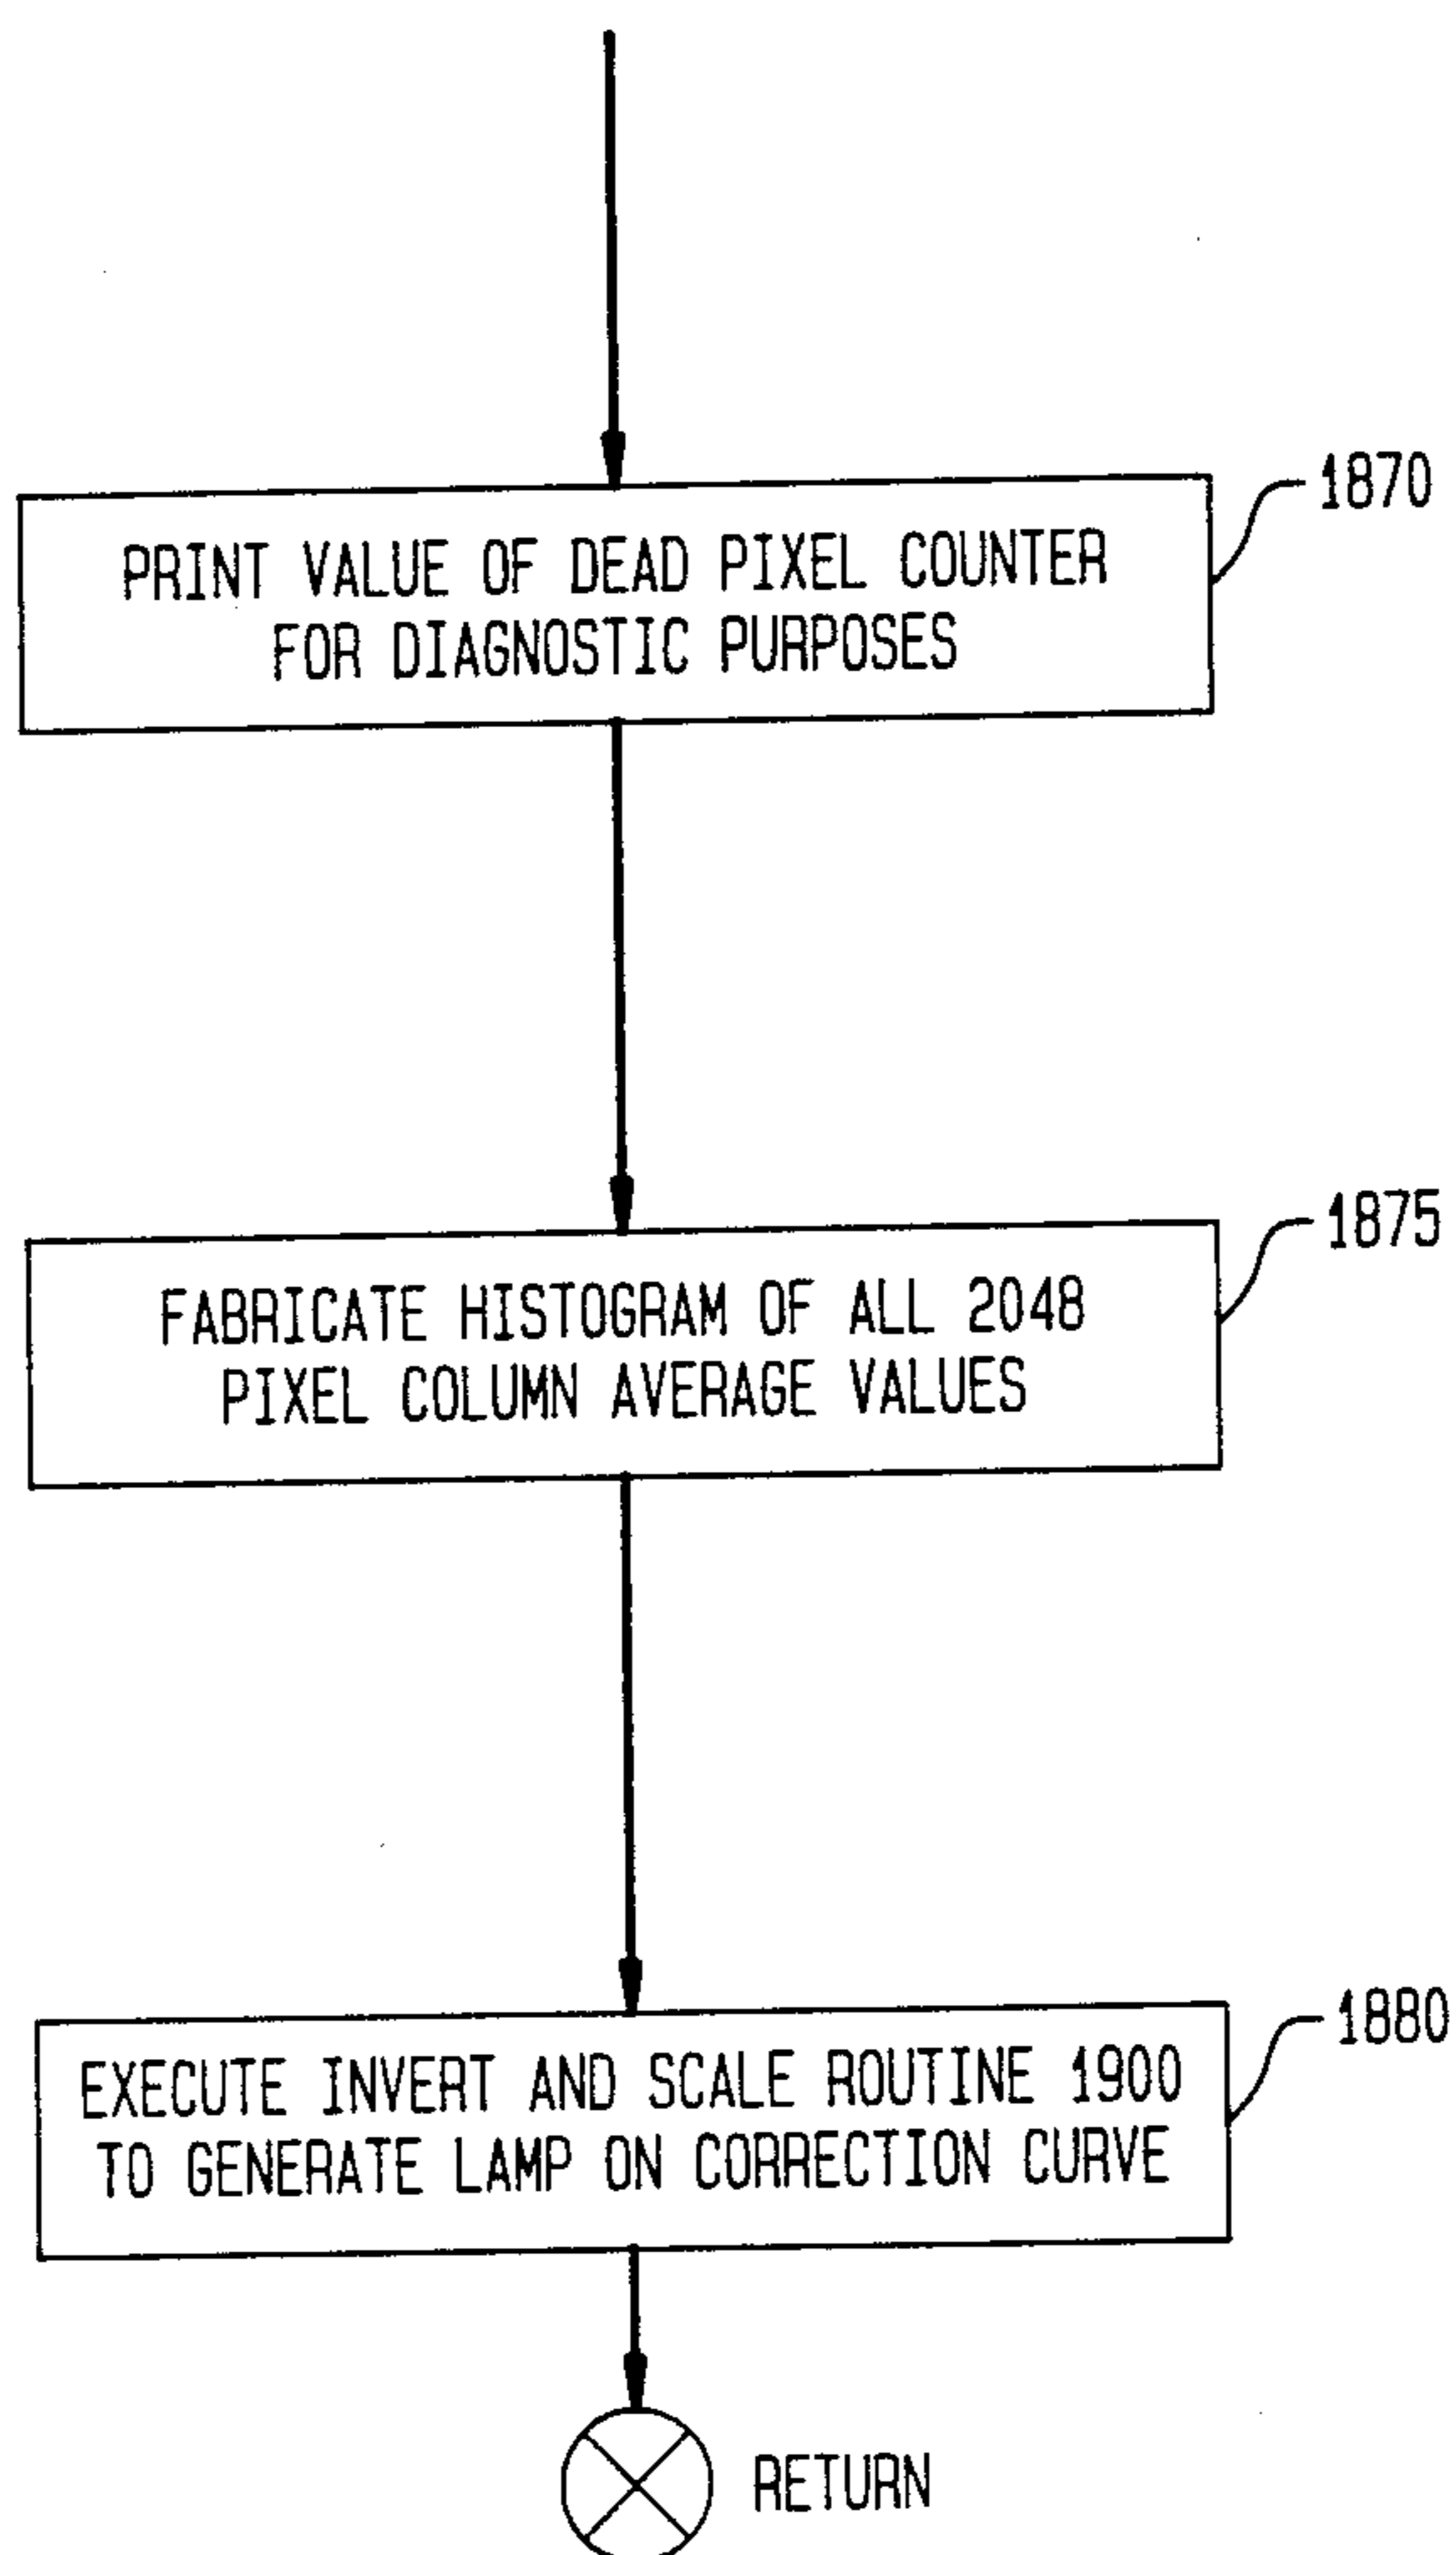 1870
PRINT VALUE OF DEAD PIXEL COUNTER
FOR DIAGNOSTIC PURPOSES
1875
FABRICATE HISTOGRAM OF ALL 2048
PIXEL COLUMN AVERAGE VALUES
1880
EXECUTE INVERT AND SCALE ROUTINE 1900
TO GENERATE LAMP ON CORRECTION CURVE
RETURN